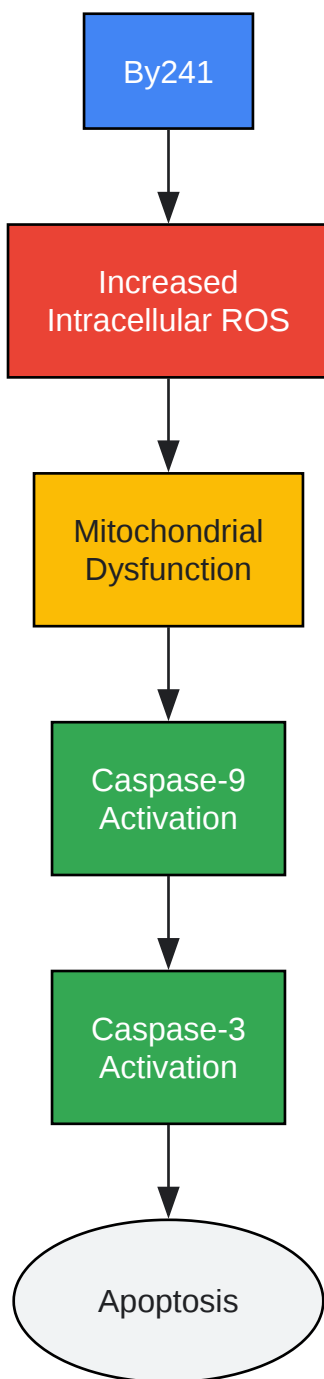 By241
Increased
Intracellular ROS
Mitochondrial
Dysfunction
Caspase-9
Activation
Caspase-3
Activation
Apoptosis